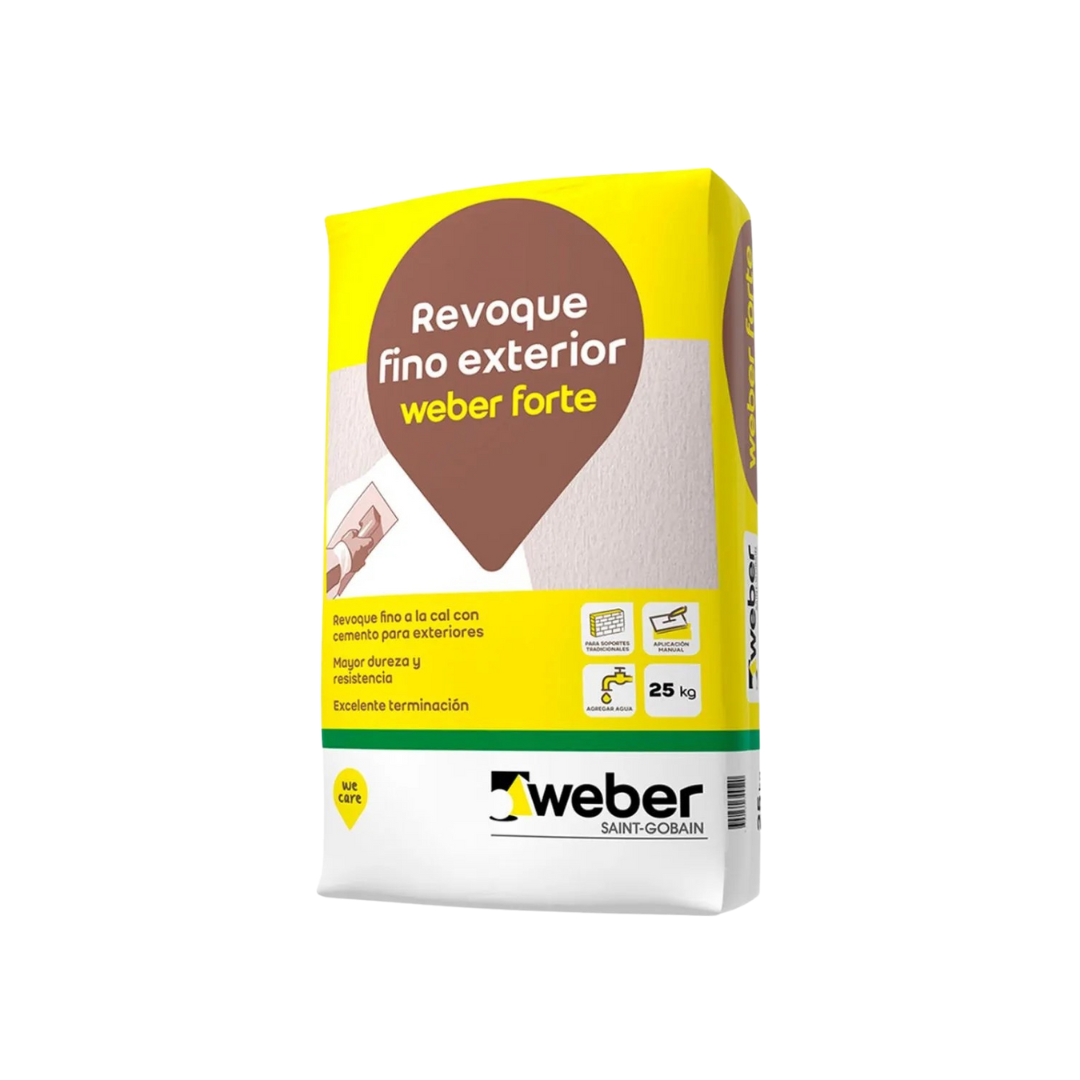 Revoque
fino exterior
weber forte
weber forte
Revoque fino a la cal con
cemento para exteriores
Mayor dureza y
resistencia
Excelente terminación
PARA SOPORTES
TRADICIONALES
APLICACIÓN
MANUAL
AGREGAR AGUA
25 kg
weber
we
care
weber
SAINT-GOBAIN